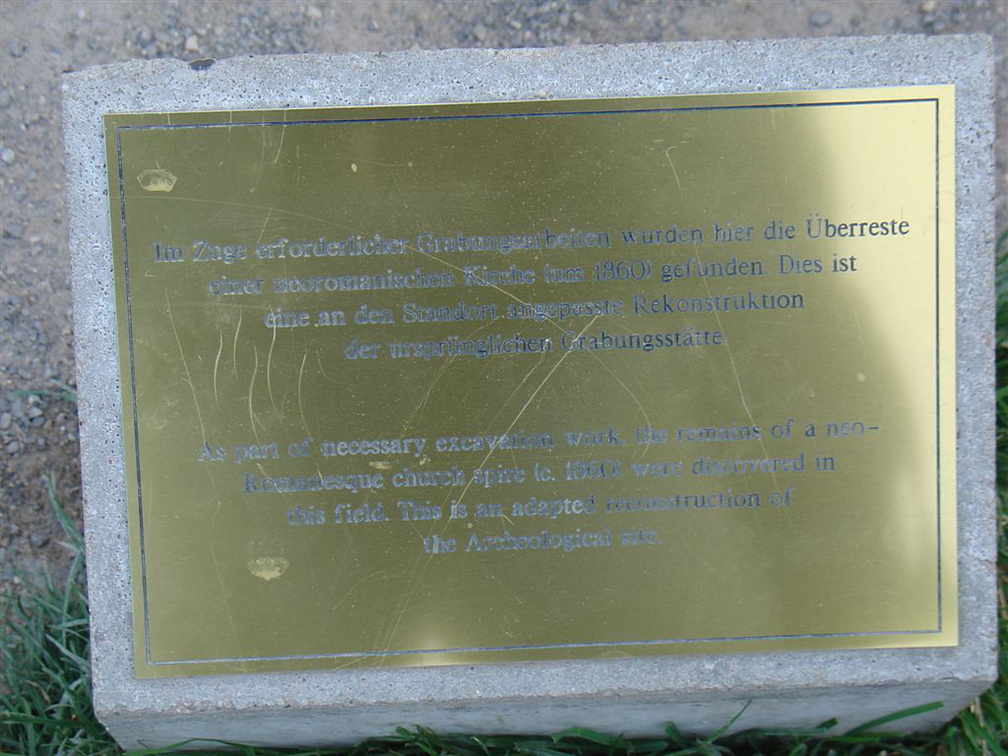 Im Zuge erforderlicher Grabungsarbeiten wurden hier die Überreste
einer neoromanischen Kirche (um 1860) gefunden. Dies ist
eine an den Standort angepasste Rekonstruktion
der ursprünglichen Grabungsstätte.
As part of necessary excavation work, the remains of a neo-
Romanesque church spire (c. 1860) were discovered in
this field. This is an adapted reconstruction of
the Archeological site.